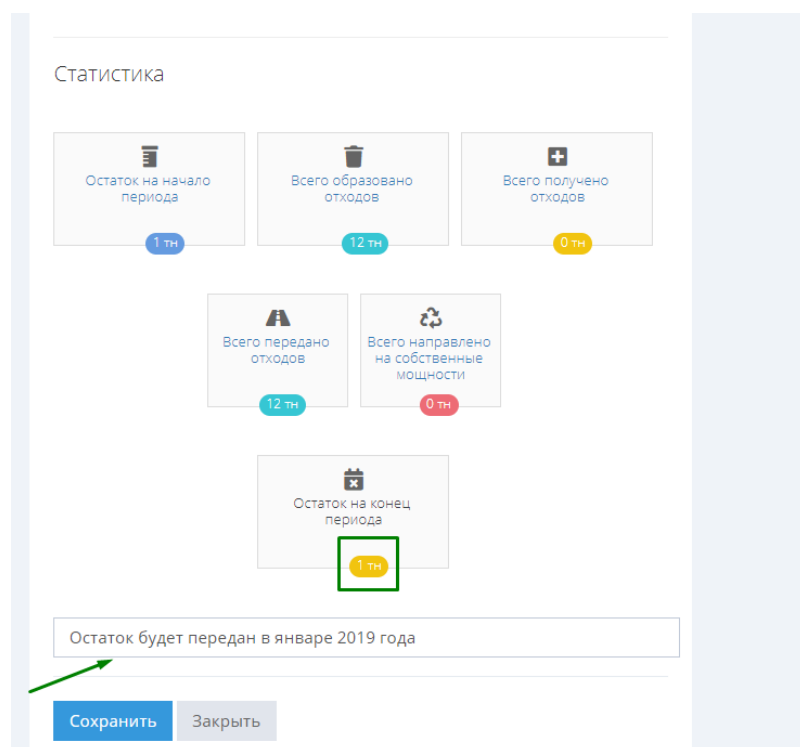 Статистика
Остаток на начало
периода
1 тн
Всего образовано
отходов
12 тн
Всего получено
отходов
0 тн
Всего передано
отходов
12 тн
Всего направлено
на собственные
мощности
0 тн
Остаток на конец
периода
1 тн
Остаток будет передан в январе 2019 года
Сохранить
Закрыть